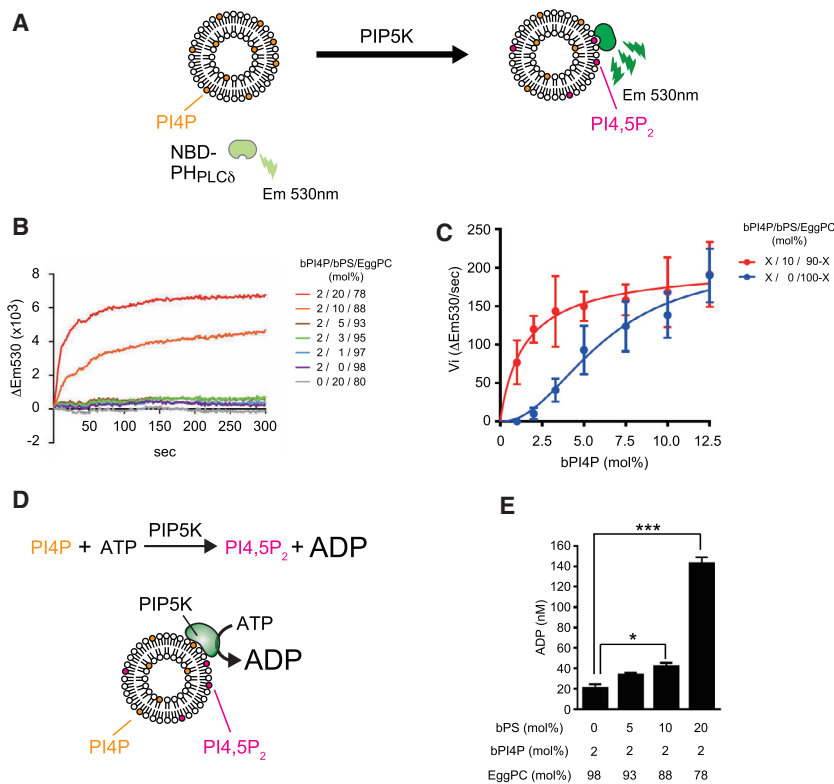 A
PIP5K
PI4P
NBD-
PHPLCδ
Em 530nm
Em 530nm
PI4,5P2
B
bPI4P/bPS/EggPC
(mol%)
2 / 20 / 78
2 / 10 / 88
2 / 5 / 93
2 / 3 / 95
2 / 1 / 97
2 / 0 / 98
0 / 20 / 80
ΔEm530 (x10³)
8
6
4
2
0
-2
50 100 150 200 250 300
sec
C
bPI4P/bPS/EggPC
(mol%)
X / 10 / 90-X
X / 0 /100-X
Vi (ΔEm530/sec)
250
200
150
100
50
0
0 2.5 5.0 7.5 10.0 12.5
bPI4P (mol%)
D
PI4P + ATP PIP5K PI4,5P2 + ADP
PIP5K
ATP
ADP
PI4P
PI4,5P2
E
***
*
ADP (nM)
160
140
120
100
80
60
40
20
0
bPS (mol%) 0 5 10 20
bPI4P (mol%) 2 2 2 2
EggPC (mol%) 98 93 88 78